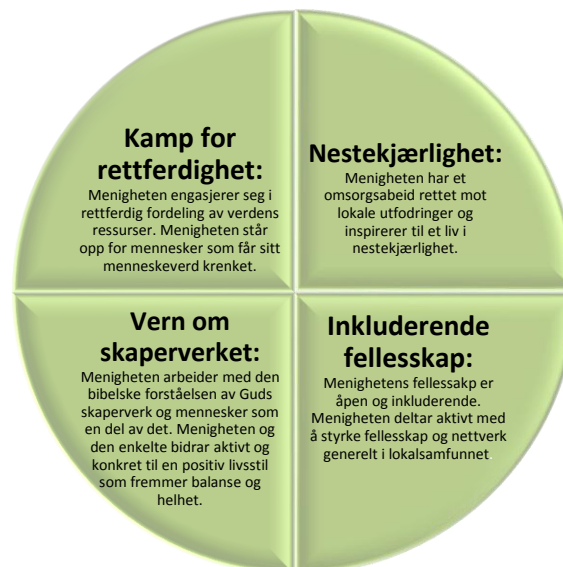 Kamp for
rettferdighet:
Menigheten engasjerer seg i
rettferdig fordeling av verdens
ressurser. Menigheten står
opp for mennesker som får sitt
menneskeverd krenket.
Nestekjærlighet:
Menigheten har et
omsorgsabeid rettet mot
lokale utfodringer og
inspirerer til et liv i
nestekjærlighet.
Vern om
skaperverket:
Menigheten arbeider med den
bibelske forståelsen av Guds
skaperverk og mennesker som
en del av det. Menigheten og
den enkelte bidrar aktivt og
konkret til en positiv livsstil
som fremmer balanse og
helhet.
Inkluderende
fellesskap:
Menighetens fellessakp er
åpen og inkluderende.
Menigheten deltar aktivt med
å styrke fellesskap og nettverk
generelt i lokalsamfunnet.